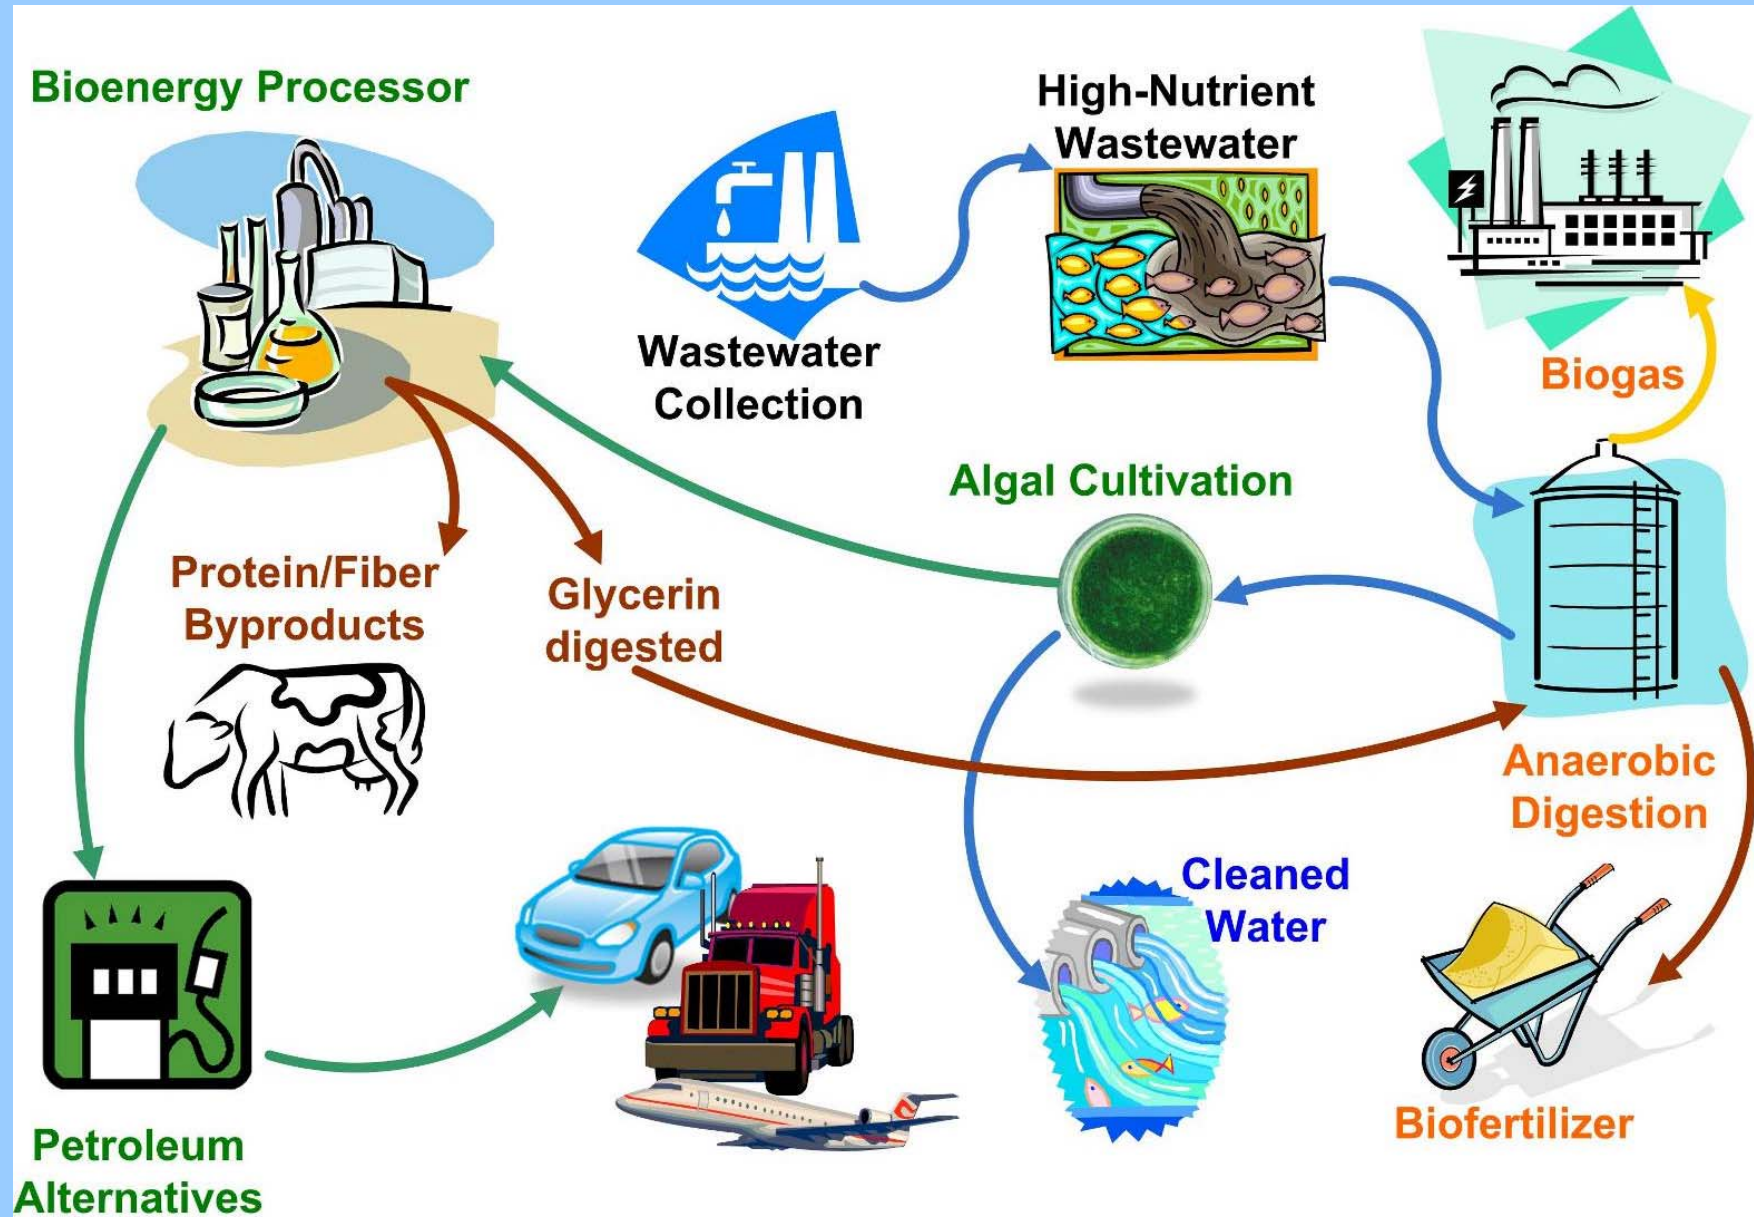 Bioenergy Processor
High-Nutrient
Wastewater
Wastewater
Collection
Biogas
Algal Cultivation
Protein/Fiber
Byproducts
Glycerin
digested
Anaerobic
Digestion
Cleaned
Water
Biofertilizer
Petroleum
Alternatives